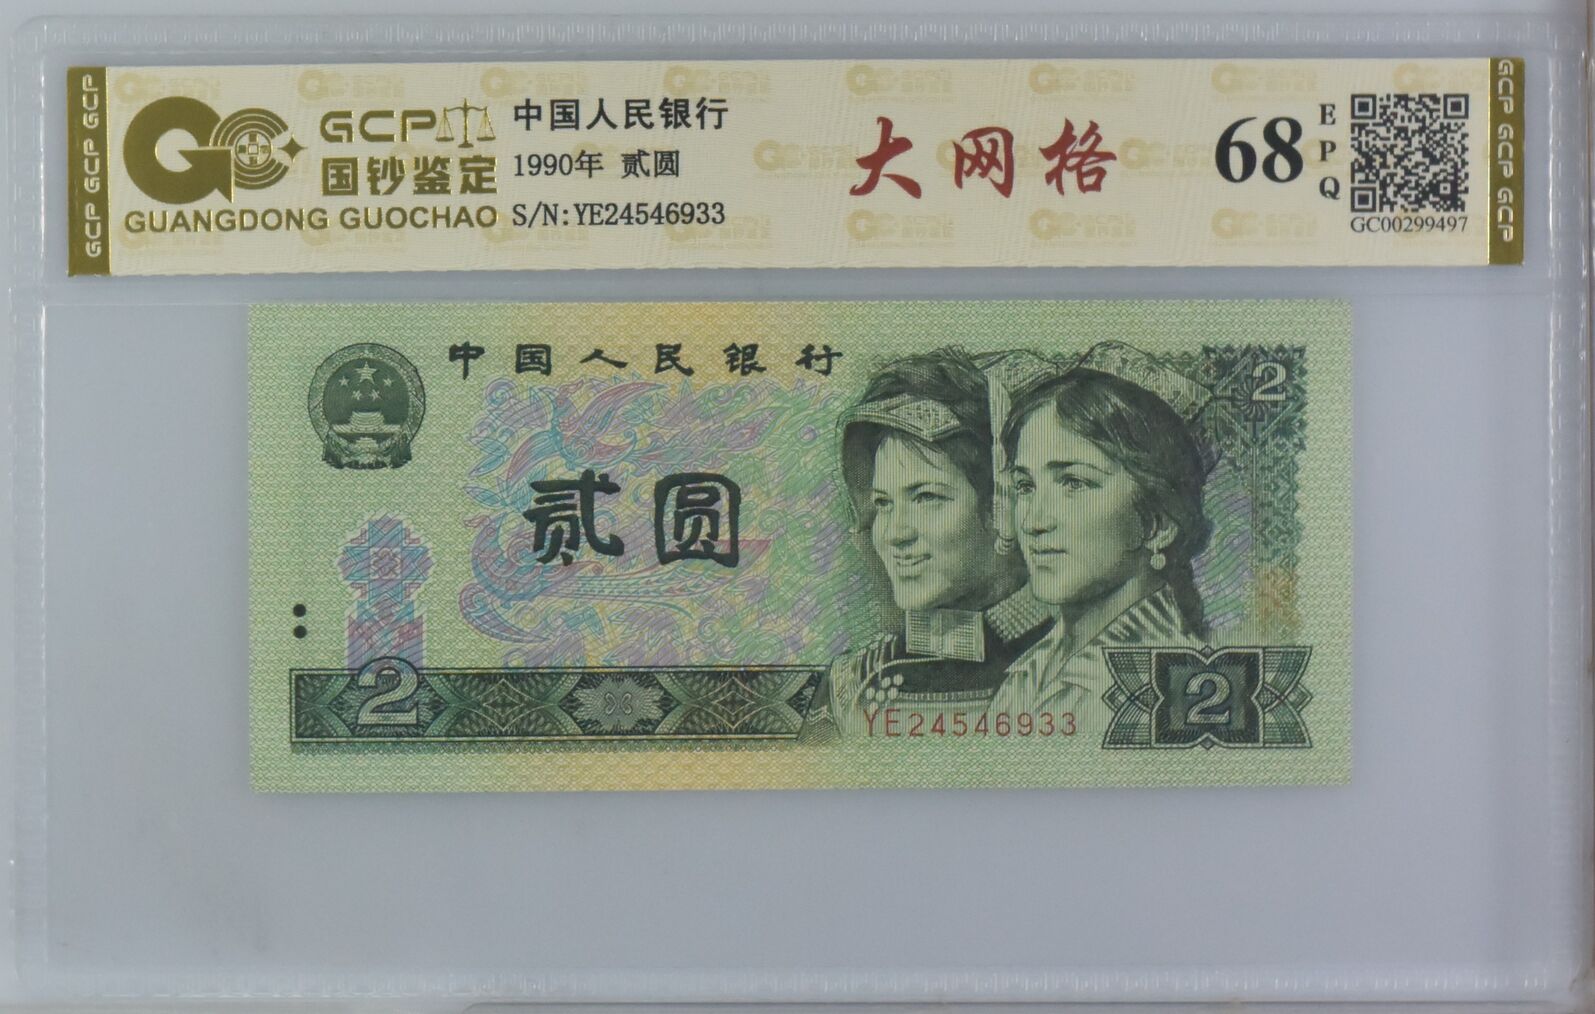 GCP GCP GCP
GCP
国钞鉴定
GUANGDONG GUOCHAO
中国人民银行
1990年 贰圆
S/N:YE24546933
大网格
68
EPQ
GC00299497
GCP GCP GCP
中国人民银行
2
贰圆
2
YE24546933
2